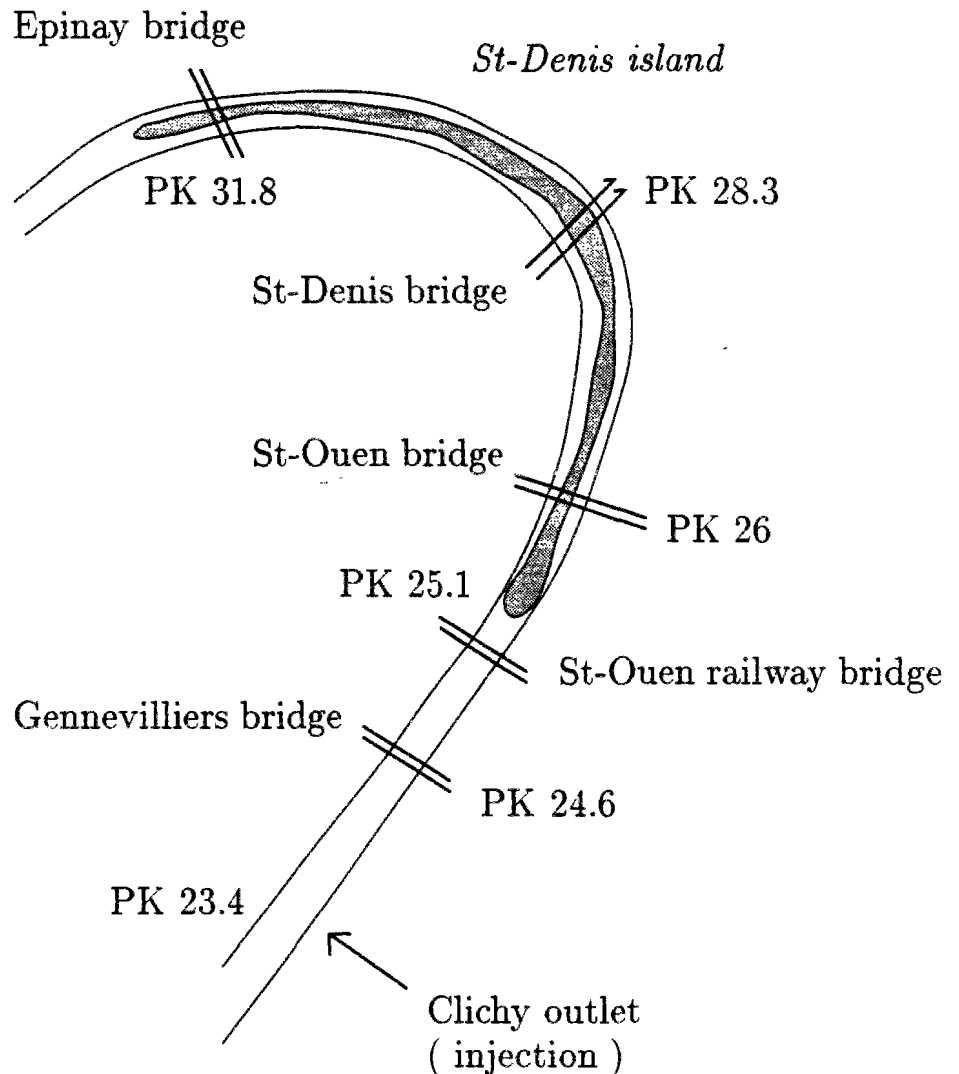 Epinay bridge
St-Denis island
PK 31.8
PK 28.3
St-Denis bridge
St-Ouen bridge
PK 26
PK 25.1
St-Ouen railway bridge
Gennevilliers bridge
PK 24.6
PK 23.4
Clichy outlet
( injection )